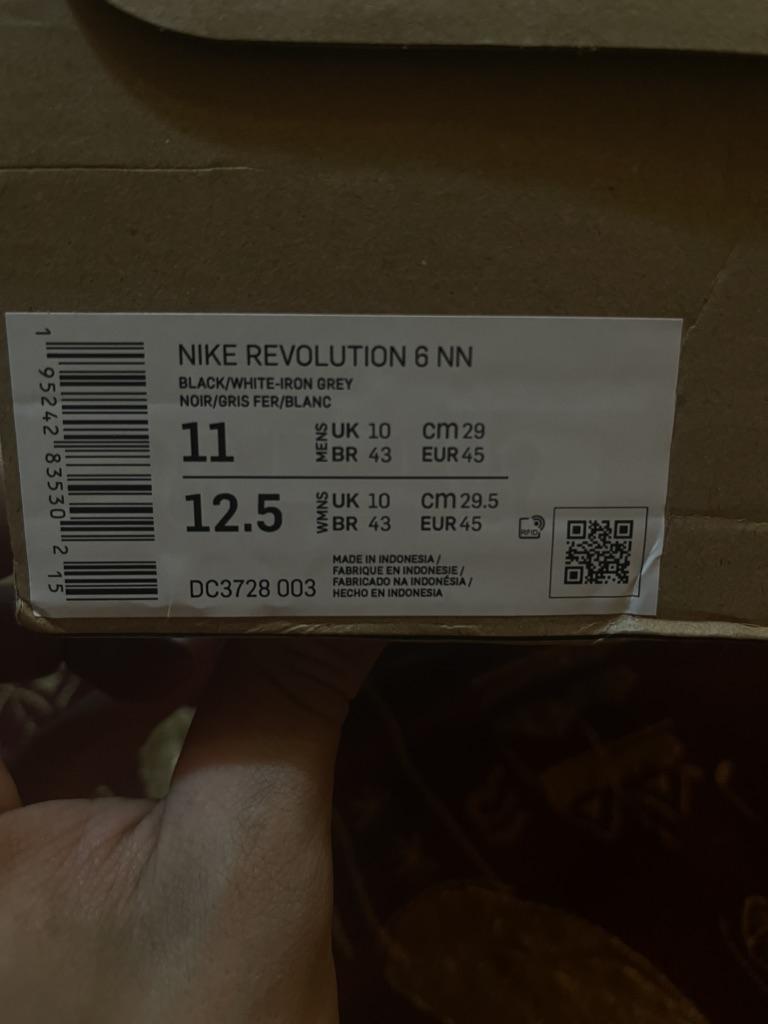 NIKE REVOLUTION 6 NN
BLACK/WHITE-IRON GREY
NOIR/GRIS FER/BLANC
11 MENS UK 10 CM 29
BR 43 EUR 45
12.5 WMNS UK 10 CM 29.5
BR 43 EUR 45
RFID
DC3728 003
MADE IN INDONESIA /
FABRIQUE EN INDONESIE /
FABRICADO NA INDONÉSIA /
HECHO EN INDONESIA
1 95242 83530 2 15